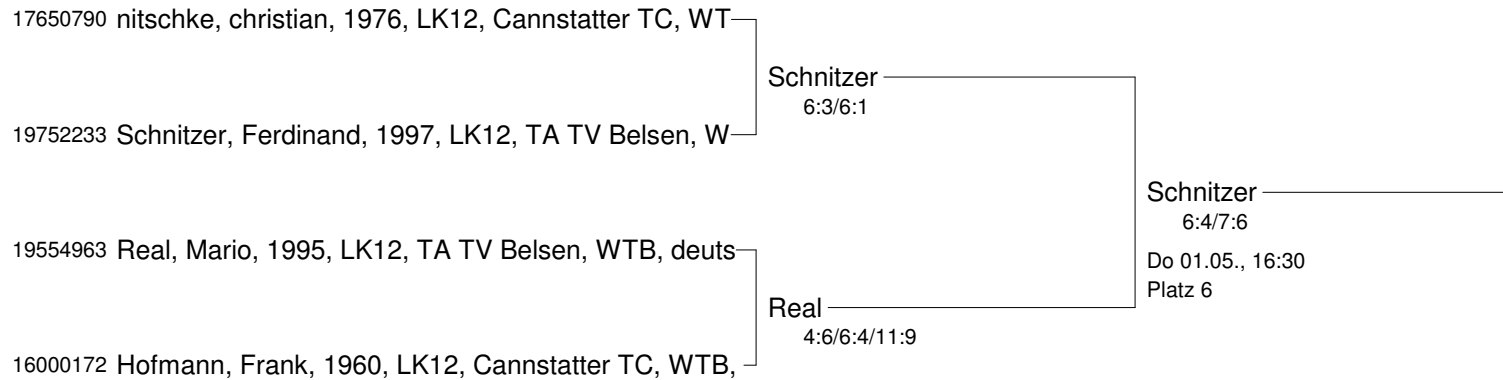 17650790 nitschke, christian, 1976, LK12, Cannstatter TC, WT
Schnitzer
6:3/6:1
19752233 Schnitzer, Ferdinand, 1997, LK12, TA TV Belsen, W
Schnitzer
6:4/7:6
Do 01.05., 16:30
Platz 6
19554963 Real, Mario, 1995, LK12, TA TV Belsen, WTB, deuts
Real
4:6/6:4/11:9
16000172 Hofmann, Frank, 1960, LK12, Cannstatter TC, WTB,